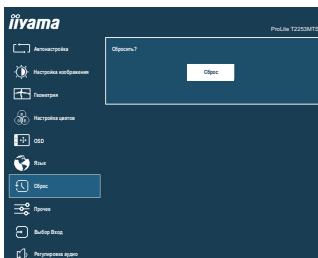 iiyama
ProLite T2253MTS
Автонастройка
Сбросить?
Настройка изображения
Сброс
Геометрия
Настройка цветов
OSD
Язык
Сброс
Прочее
Выбор Вход
Регулировка аудио